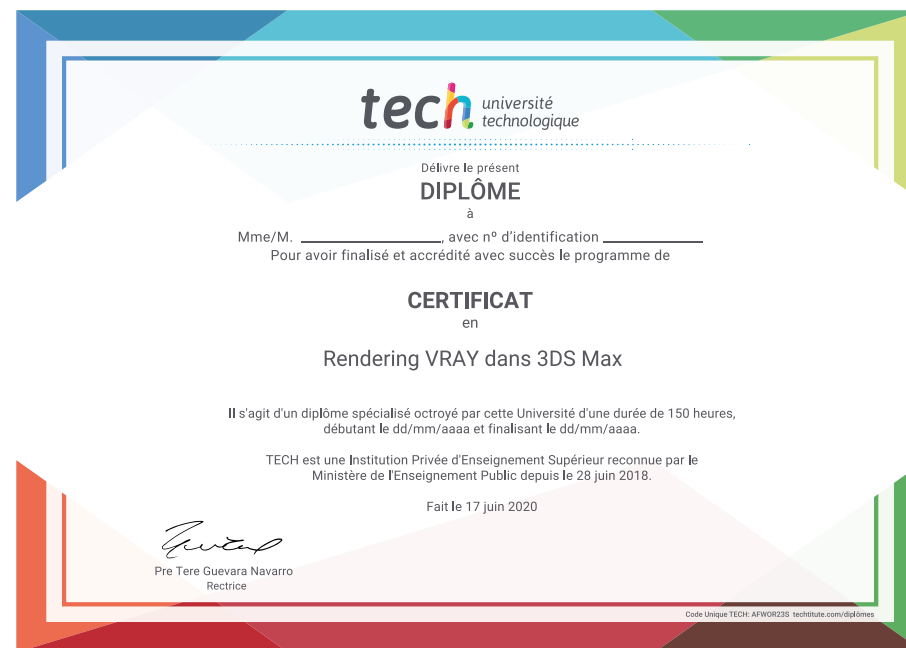 tech université
technologique
Délivre le présent
DIPLÔME
à
Mme/M. ____________________, avec nº d'identification ______________
Pour avoir finalisé et accrédité avec succès le programme de
CERTIFICAT
en
Rendering VRAY dans 3DS Max
Il s'agit d'un diplôme spécialisé octroyé par cette Université d'une durée de 150 heures,
débutant le dd/mm/aaaa et finalisant le dd/mm/aaaa.
TECH est une Institution Privée d'Enseignement Supérieur reconnue par le
Ministère de l'Enseignement Public depuis le 28 juin 2018.
Fait le 17 juin 2020
Pre Tere Guevara Navarro
Rectrice
Code Unique TECH: AFWOR23S techtitute.com/diplômes